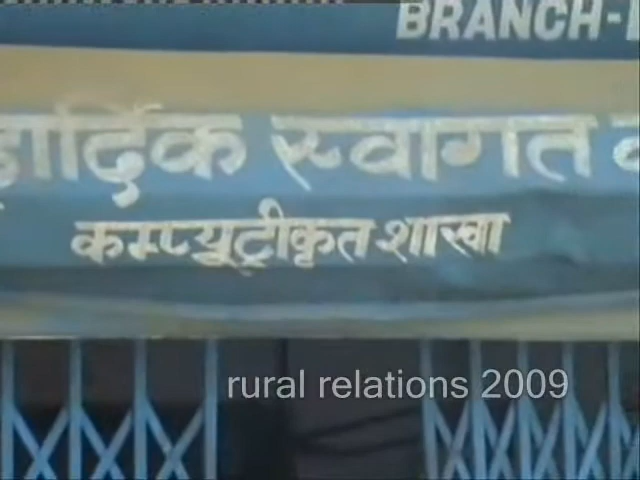 BRANCH-
हार्दिक स्वागत
कम्प्युट्रीकृत शाखा
rural relations 2009